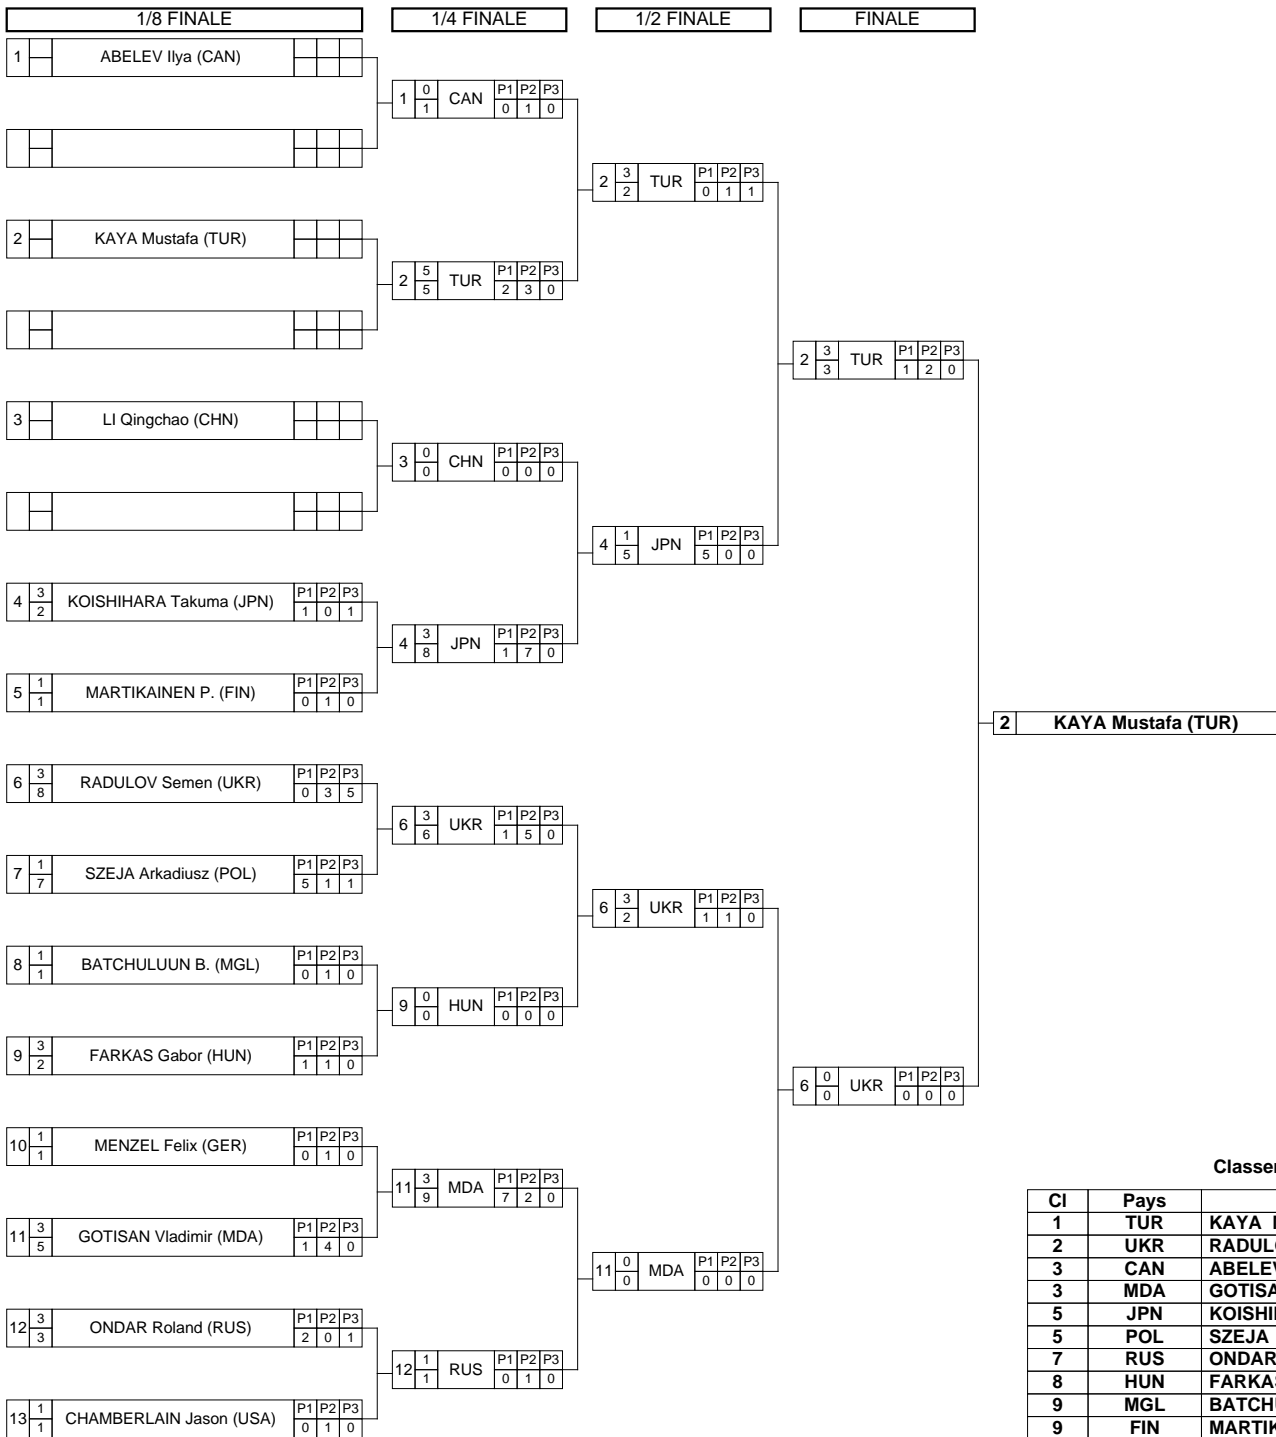 1/8 FINALE 1/4 FINALE 1/2 FINALE FINALE
1 ABELEV Ilya (CAN)
1 0 1 CAN P1 P2 P3 0 1 0
2 3 2 TUR P1 P2 P3 0 1 1
2 KAYA Mustafa (TUR)
2 5 5 TUR P1 P2 P3 2 3 0
2 3 3 TUR P1 P2 P3 1 2 0
3 LI Qingchao (CHN)
3 0 0 CHN P1 P2 P3 0 0 0
4 1 5 JPN P1 P2 P3 5 0 0
4 3 2 KOISHIHARA Takuma (JPN) P1 P2 P3 1 0 1
4 3 8 JPN P1 P2 P3 1 7 0
5 1 1 MARTIKAINEN P. (FIN) P1 P2 P3 0 1 0
2 KAYA Mustafa (TUR)
6 3 8 RADULOV Semen (UKR) P1 P2 P3 0 3 5
6 3 6 UKR P1 P2 P3 1 5 0
7 1 7 SZEJA Arkadiusz (POL) P1 P2 P3 5 1 1
6 3 2 UKR P1 P2 P3 1 1 0
8 1 1 BATCHULUUN B. (MGL) P1 P2 P3 0 1 0
9 0 0 HUN P1 P2 P3 0 0 0
9 3 2 FARKAS Gabor (HUN) P1 P2 P3 1 1 0
6 0 0 UKR P1 P2 P3 0 0 0
10 1 1 MENZEL Felix (GER) P1 P2 P3 0 1 0
11 3 9 MDA P1 P2 P3 7 2 0
11 3 5 GOTISAN Vladimir (MDA) P1 P2 P3 1 4 0
11 0 0 MDA P1 P2 P3 0 0 0
12 3 3 ONDAR Roland (RUS) P1 P2 P3 2 0 1
12 1 1 RUS P1 P2 P3 0 1 0
13 1 1 CHAMBERLAIN Jason (USA) P1 P2 P3 0 1 0
Cl Pays
1 TUR KAYA
2 UKR
3 CAN ABELEV
3 MDA
5 JPN
5 POL SZEJA
7 RUS ONDAR
8 HUN FARKAS
9 MGL
9 FIN